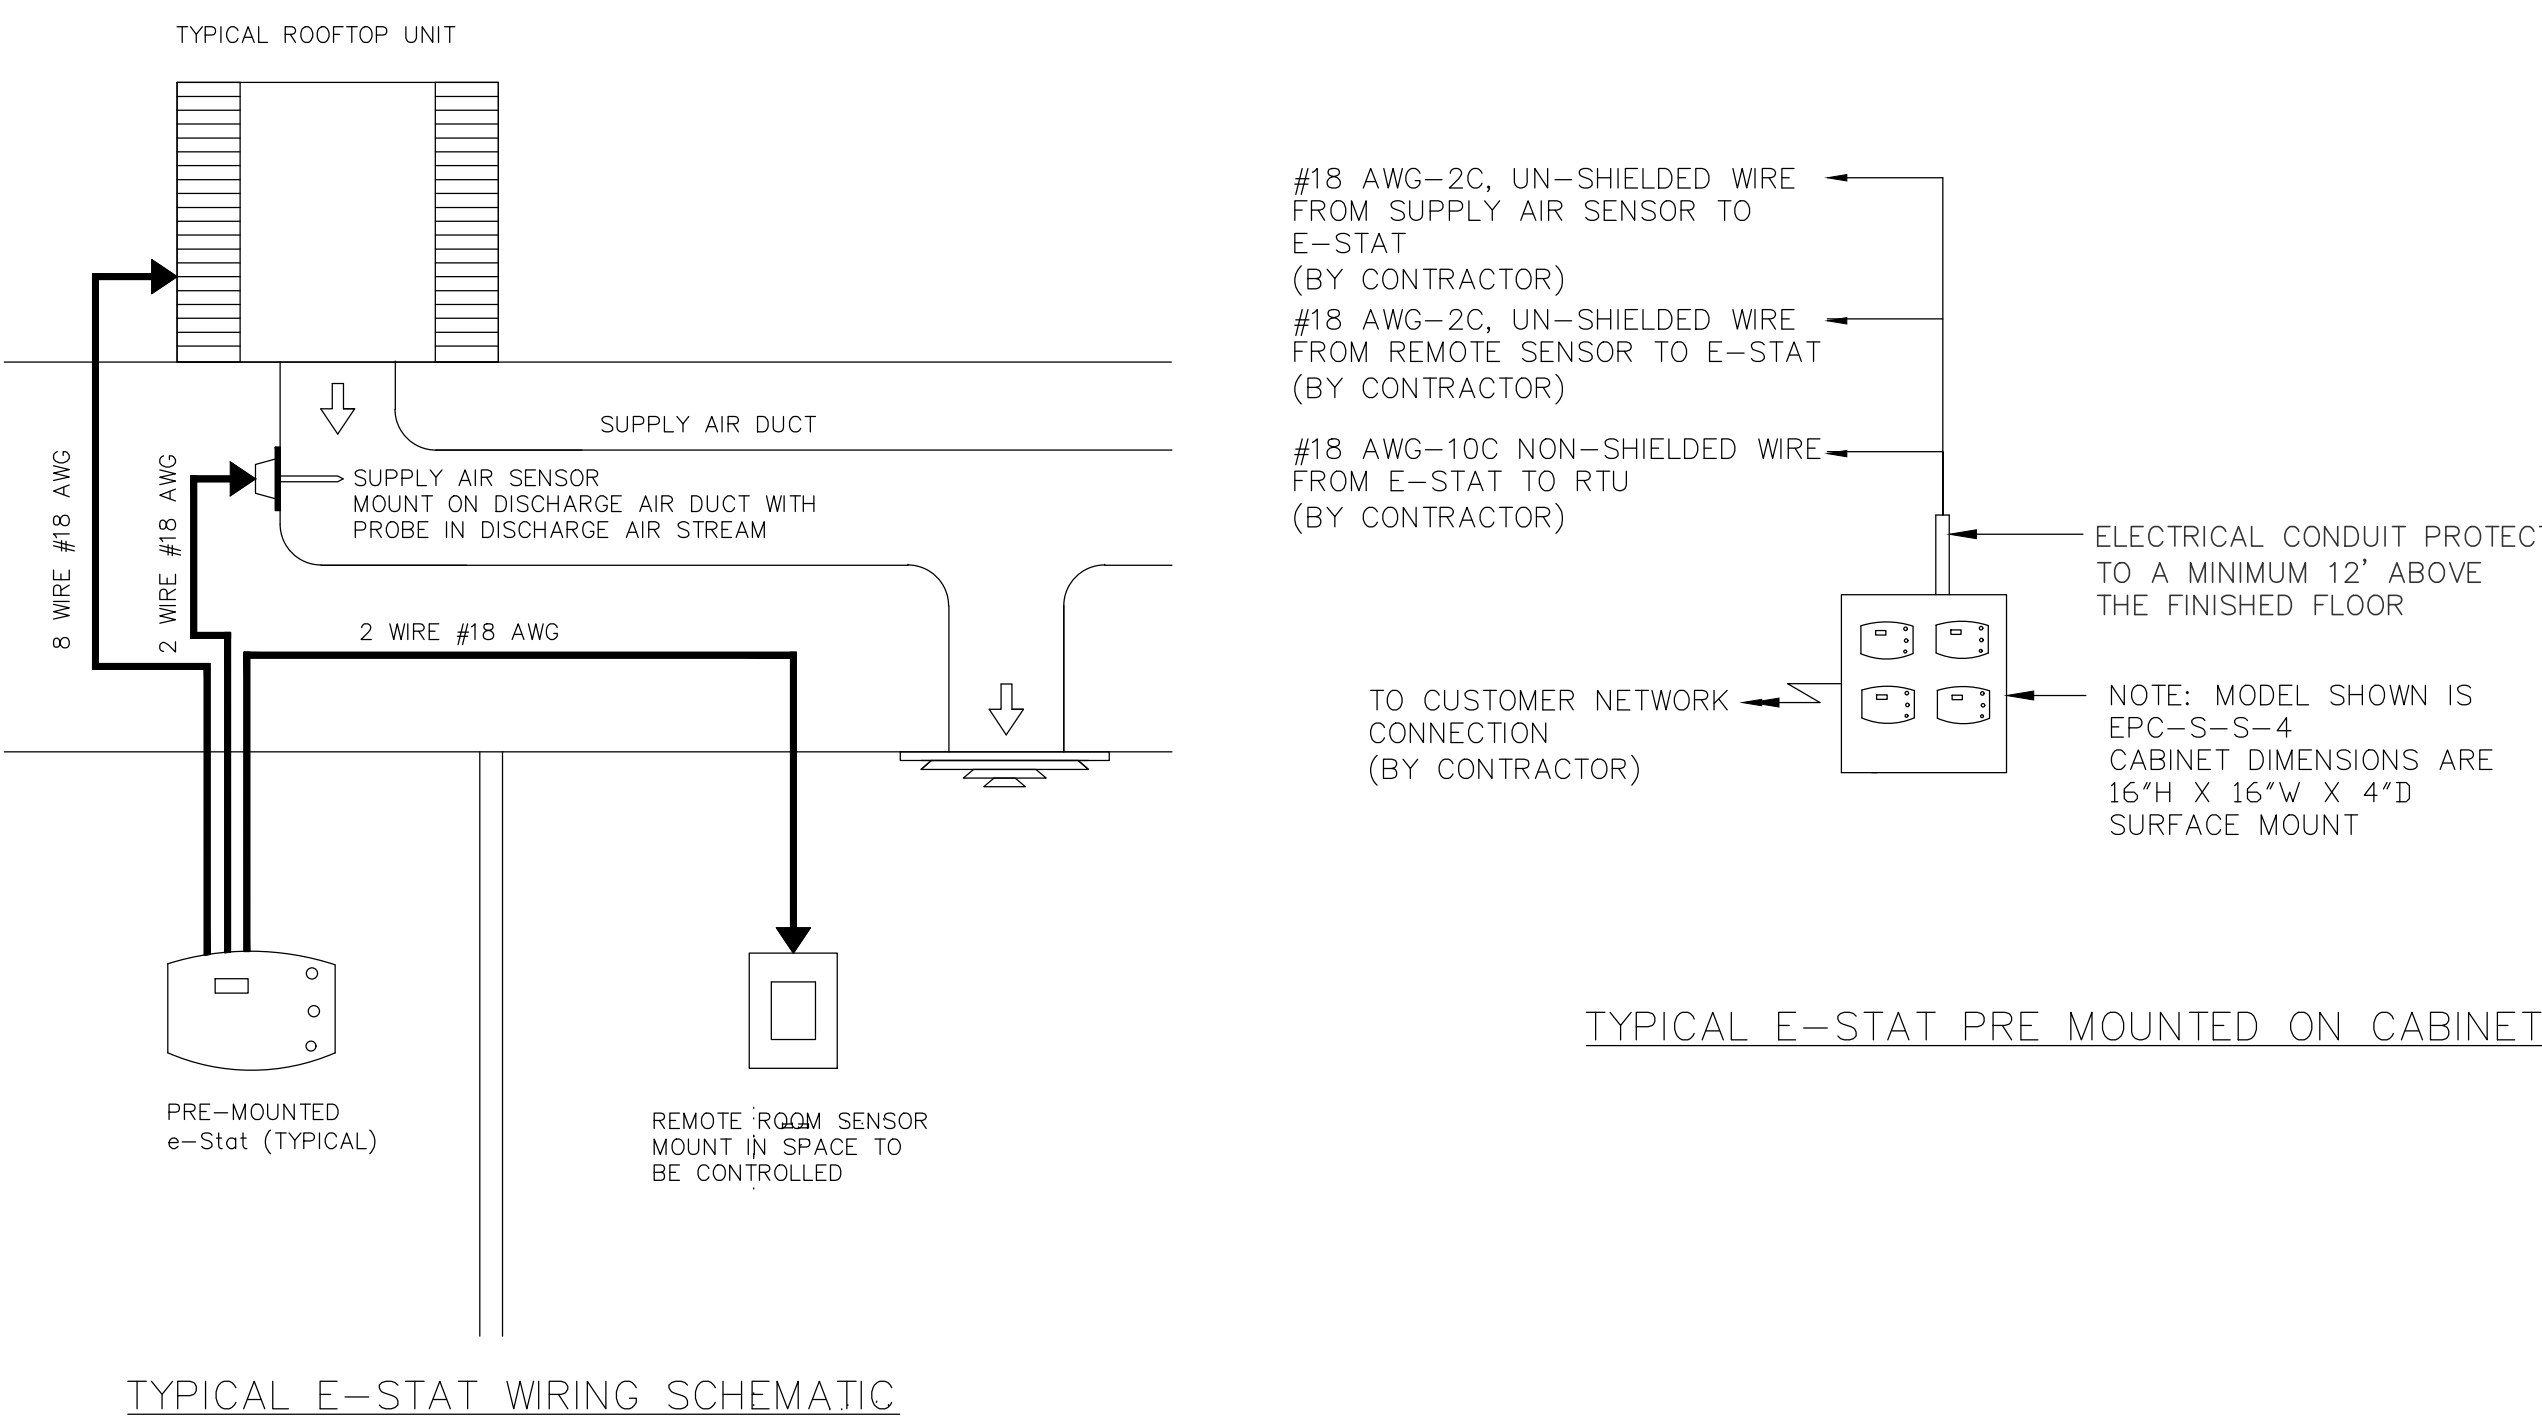 TYPICAL ROOFTOP UNIT
8 WIRE #18 AWG
2 WIRE #18 AWG
SUPPLY AIR DUCT
SUPPLY AIR SENSOR
MOUNT ON DISCHARGE AIR DUCT WITH
PROBE IN DISCHARGE AIR STREAM
2 WIRE #18 AWG
PRE-MOUNTED
e-Stat (TYPICAL)
REMOTE ROOM SENSOR
MOUNT IN SPACE TO
BE CONTROLLED
TYPICAL E-STAT WIRING SCHEMATIC
#18 AWG-2C, UN-SHIELDED WIRE
FROM SUPPLY AIR SENSOR TO
E-STAT
(BY CONTRACTOR)
#18 AWG-2C, UN-SHIELDED WIRE
FROM REMOTE SENSOR TO E-STAT
(BY CONTRACTOR)
#18 AWG-10C NON-SHIELDED WIRE
FROM E-STAT TO RTU
(BY CONTRACTOR)
ELECTRICAL CONDUIT PROTECT
TO A MINIMUM 12' ABOVE
THE FINISHED FLOOR
TO CUSTOMER NETWORK
CONNECTION
(BY CONTRACTOR)
NOTE: MODEL SHOWN IS
EPC-S-S-4
CABINET DIMENSIONS ARE
16"H X 16"W X 4"D
SURFACE MOUNT
TYPICAL E-STAT PRE MOUNTED ON CABINET